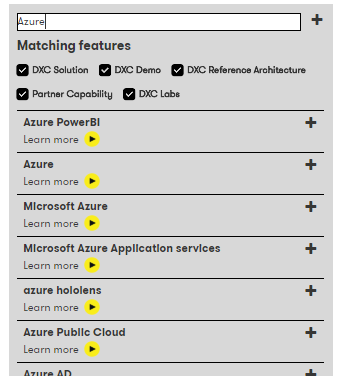 Azure
Matching features
DXC Solution DXC Demo DXC Reference Architecture
Partner Capability DXC Labs
Azure PowerBI
Learn more
Azure
Learn more
Microsoft Azure
Learn more
Microsoft Azure Application services
Learn more
azure hololens
Learn more
Azure Public Cloud
Learn more
Azure AD